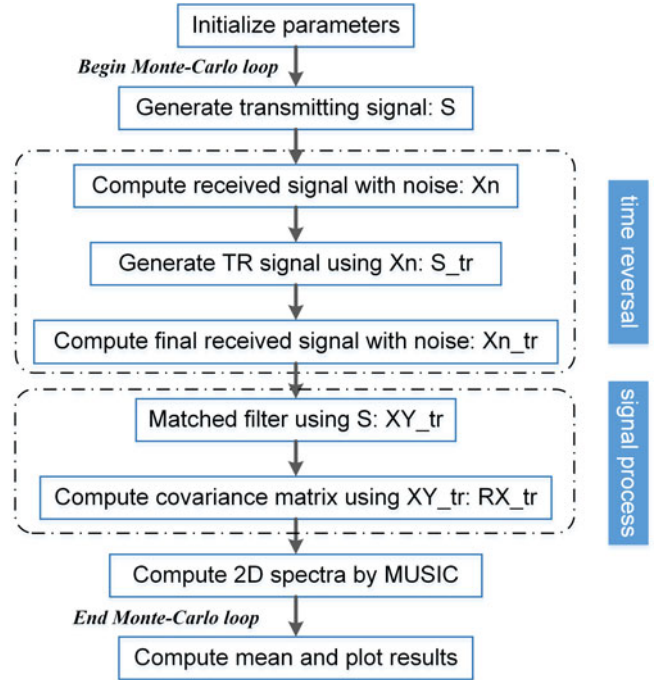 Initialize parameters
Begin Monte-Carlo loop
Generate transmitting signal: S
Compute received signal with noise: Xn
Generate TR signal using Xn: S_tr
Compute final received signal with noise: Xn_tr
time reversal
Matched filter using S: XY_tr
Compute covariance matrix using XY_tr: RX_tr
signal process
Compute 2D spectra by MUSIC
End Monte-Carlo loop
Compute mean and plot results